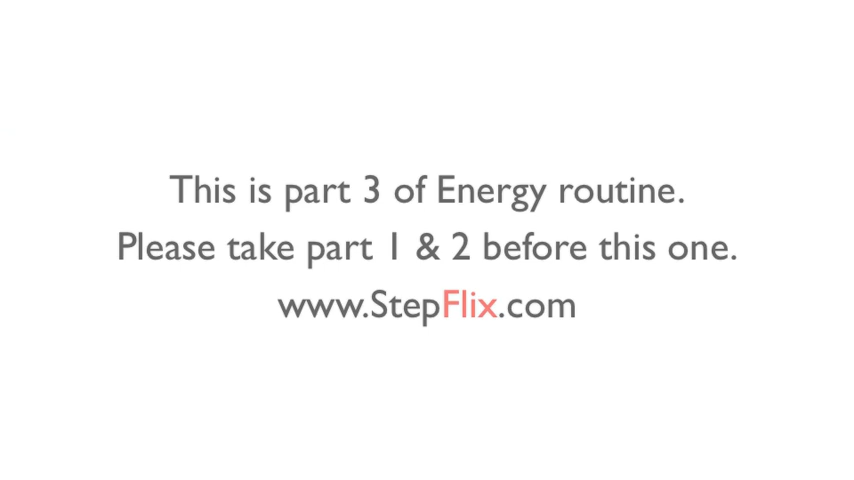 This is part 3 of Energy routine.
Please take part 1 & 2 before this one.
www.StepFlix.com